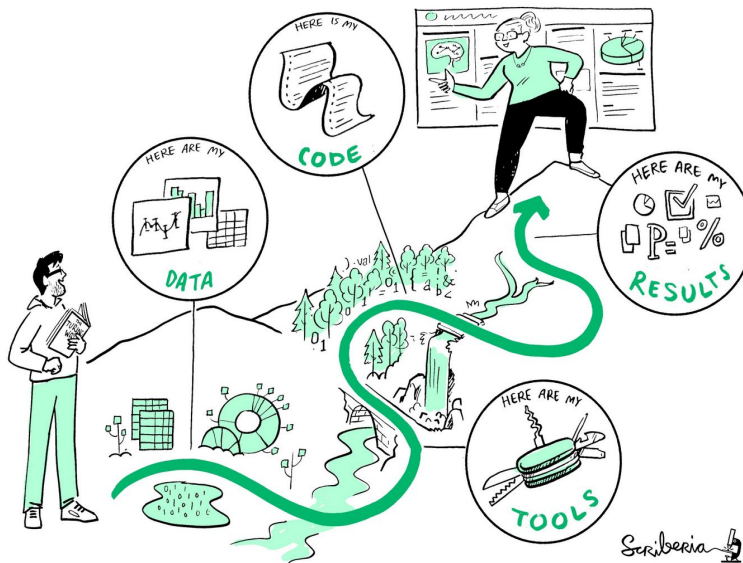 HERE IS MY
CODE
HERE ARE MY
DATA
HERE ARE MY
RESULTS
P= %
HERE ARE MY
TOOLS
Scriberia